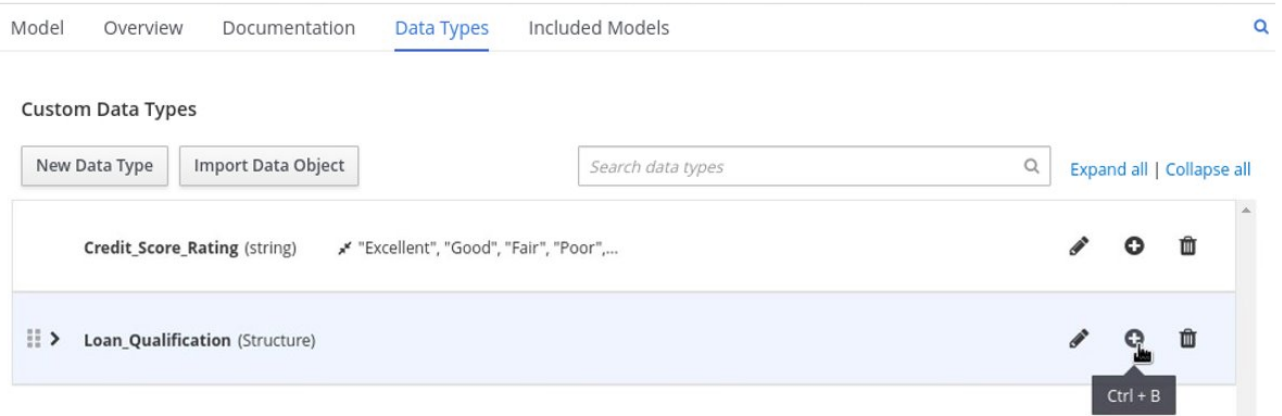 Model Overview Documentation Data Types Included Models
Custom Data Types
New Data Type Import Data Object Search data types Expand all | Collapse all
Credit_Score_Rating (string) "Excellent", "Good", "Fair", "Poor",...
Loan_Qualification (Structure)
Ctrl + B